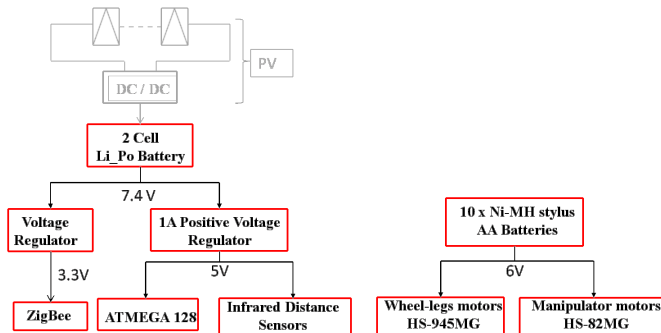 PV
DC / DC
2 Cell
Li_Po Battery
7.4 V
Voltage
Regulator
1A Positive Voltage
Regulator
10 x Ni-MH stylus
AA Batteries
3.3V
5V
6V
ZigBee
ATMEGA 128
Infrared Distance
Sensors
Wheel-legs motors
HS-945MG
Manipulator motors
HS-82MG